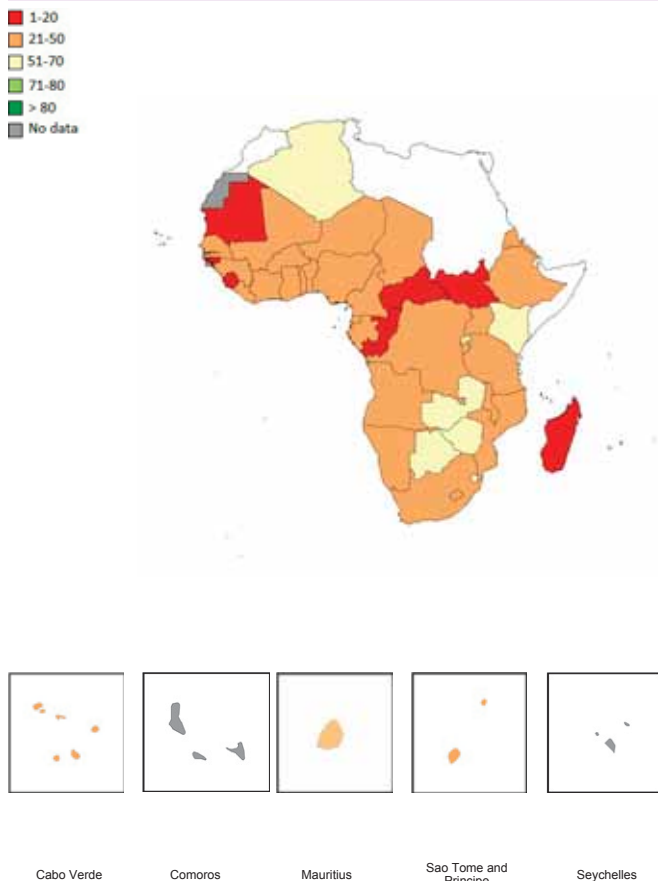 1-20
21-50
51-70
71-80
> 80
No data
Cabo Verde
Comoros
Mauritius
Sao Tome and
Principe
Seychelles